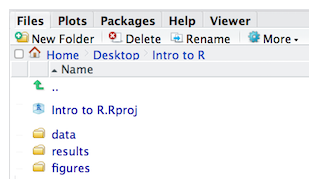 Files Plots Packages Help Viewer
New Folder Delete Rename More
Home Desktop Intro to R
Name
..
Intro to R.Rproj
data
results
figures